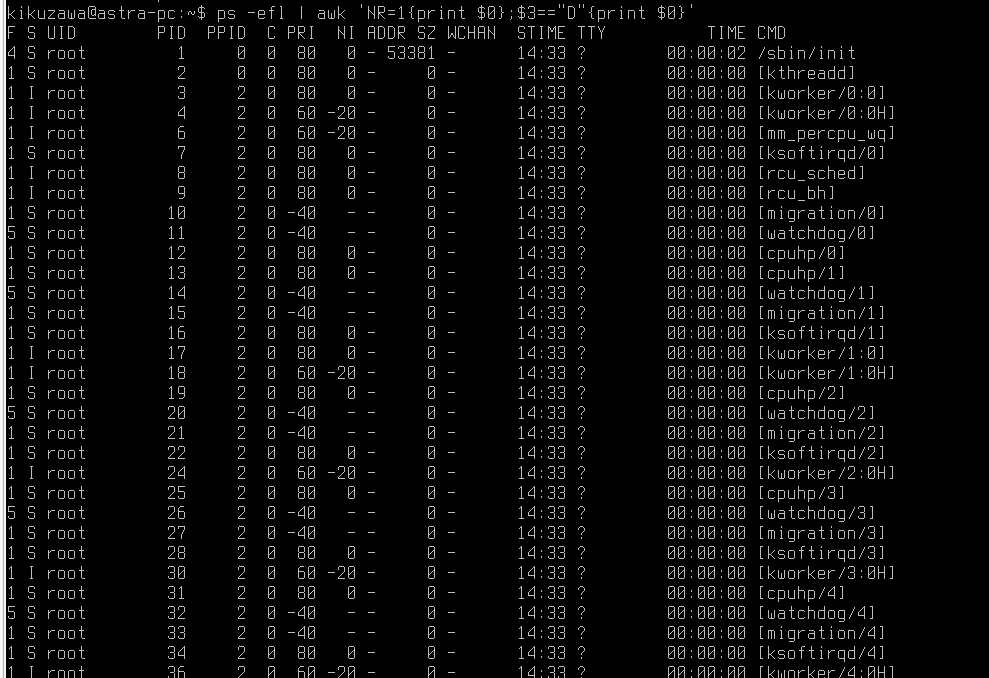 kikuzawa@astra-pc:~$ ps -efl | awk 'NR=1{print $0};$3=="D"{print $0}'
F S UID        PID  PPID  C PRI  NI ADDR SZ WCHAN  STIME TTY          TIME CMD
4 S root         1     0  0  80   0 - 53381 -      14:33 ?        00:00:02 /sbin/init
1 S root         2     0  0  80   0 -     0 -      14:33 ?        00:00:00 [kthreadd]
1 I root         3     2  0  80   0 -     0 -      14:33 ?        00:00:00 [kworker/0:0]
1 I root         4     2  0  60 -20 -     0 -      14:33 ?        00:00:00 [kworker/0:0H]
1 I root         6     2  0  60 -20 -     0 -      14:33 ?        00:00:00 [mm_percpu_wq]
1 S root         7     2  0  80   0 -     0 -      14:33 ?        00:00:00 [ksoftirqd/0]
1 I root         8     2  0  80   0 -     0 -      14:33 ?        00:00:00 [rcu_sched]
1 I root         9     2  0  80   0 -     0 -      14:33 ?        00:00:00 [rcu_bh]
1 S root        10     2  0 -40   - -     0 -      14:33 ?        00:00:00 [migration/0]
5 S root        11     2  0 -40   - -     0 -      14:33 ?        00:00:00 [watchdog/0]
1 S root        12     2  0  80   0 -     0 -      14:33 ?        00:00:00 [cpuhp/0]
1 S root        13     2  0  80   0 -     0 -      14:33 ?        00:00:00 [cpuhp/1]
5 S root        14     2  0 -40   - -     0 -      14:33 ?        00:00:00 [watchdog/1]
1 S root        15     2  0 -40   - -     0 -      14:33 ?        00:00:00 [migration/1]
1 S root        16     2  0  80   0 -     0 -      14:33 ?        00:00:00 [ksoftirqd/1]
1 I root        17     2  0  80   0 -     0 -      14:33 ?        00:00:00 [kworker/1:0]
1 I root        18     2  0  60 -20 -     0 -      14:33 ?        00:00:00 [kworker/1:0H]
1 S root        19     2  0  80   0 -     0 -      14:33 ?        00:00:00 [cpuhp/2]
5 S root        20     2  0 -40   - -     0 -      14:33 ?        00:00:00 [watchdog/2]
1 S root        21     2  0 -40   - -     0 -      14:33 ?        00:00:00 [migration/2]
1 S root        22     2  0  80   0 -     0 -      14:33 ?        00:00:00 [ksoftirqd/2]
1 I root        24     2  0  60 -20 -     0 -      14:33 ?        00:00:00 [kworker/2:0H]
1 S root        25     2  0  80   0 -     0 -      14:33 ?        00:00:00 [cpuhp/3]
5 S root        26     2  0 -40   - -     0 -      14:33 ?        00:00:00 [watchdog/3]
1 S root        27     2  0 -40   - -     0 -      14:33 ?        00:00:00 [migration/3]
1 S root        28     2  0  80   0 -     0 -      14:33 ?        00:00:00 [ksoftirqd/3]
1 I root        30     2  0  60 -20 -     0 -      14:33 ?        00:00:00 [kworker/3:0H]
1 S root        31     2  0  80   0 -     0 -      14:33 ?        00:00:00 [cpuhp/4]
5 S root        32     2  0 -40   - -     0 -      14:33 ?        00:00:00 [watchdog/4]
1 S root        33     2  0 -40   - -     0 -      14:33 ?        00:00:00 [migration/4]
1 S root        34     2  0  80   0 -     0 -      14:33 ?        00:00:00 [ksoftirqd/4]
1 I root        36     2  0  60 -20 -     0 -      14:33 ?        00:00:00 [kworker/4:0H]